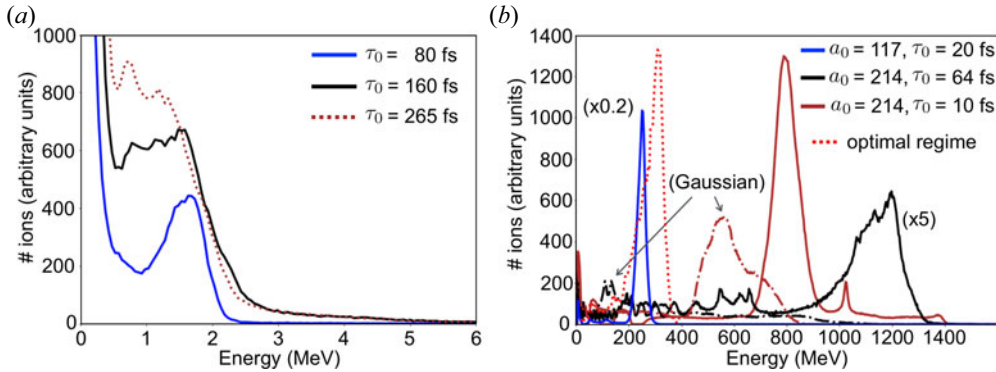 (a)
1000
800
600
400
200
0
# ions (arbitrary units)
τ₀ = 80 fs
τ₀ = 160 fs
τ₀ = 265 fs
0 1 2 3 4 5 6
Energy (MeV)
(b)
1400
1200
1000
800
600
400
200
0
# ions (arbitrary units)
a₀ = 117, τ₀ = 20 fs
a₀ = 214, τ₀ = 64 fs
a₀ = 214, τ₀ = 10 fs
optimal regime
(x0.2)
(Gaussian)
(x5)
0 200 400 600 800 1000 1200 1400
Energy (MeV)